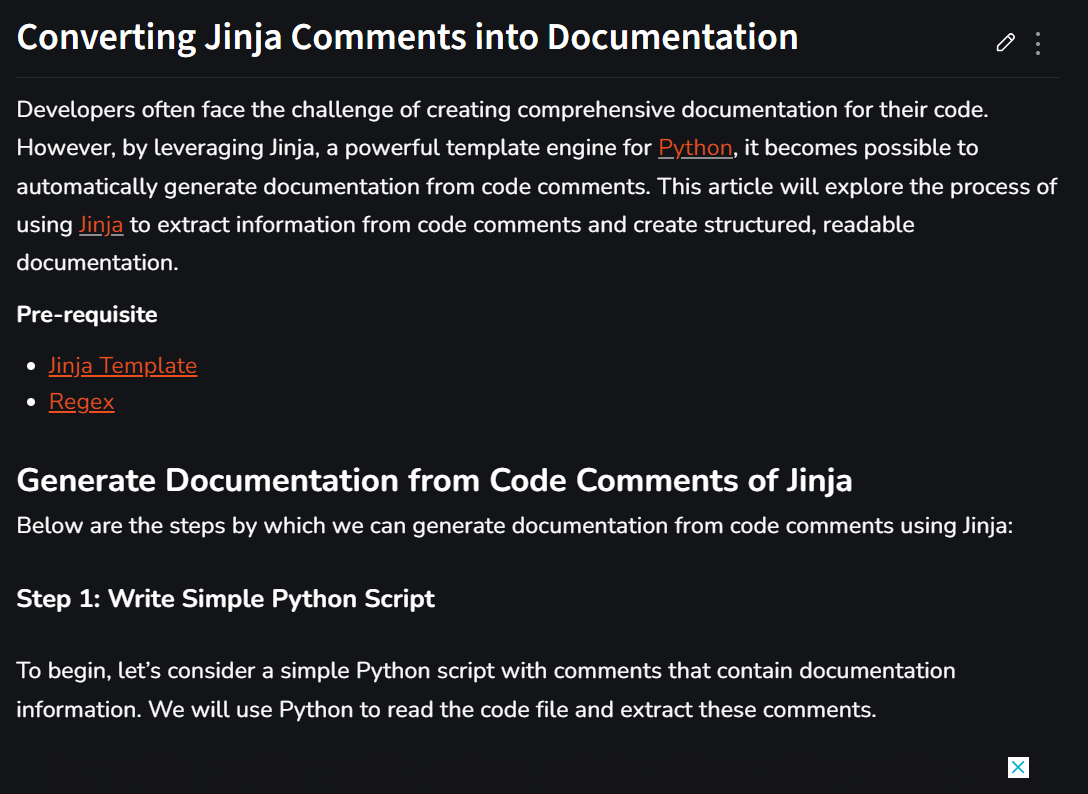 Converting Jinja Comments into Documentation
Developers often face the challenge of creating comprehensive documentation for their code.
However, by leveraging Jinja, a powerful template engine for Python, it becomes possible to
automatically generate documentation from code comments. This article will explore the process of
using Jinja to extract information from code comments and create structured, readable
documentation.
Pre-requisite
• Jinja Template
• Regex
Generate Documentation from Code Comments of Jinja
Below are the steps by which we can generate documentation from code comments using Jinja:
Step 1: Write Simple Python Script
To begin, let’s consider a simple Python script with comments that contain documentation
information. We will use Python to read the code file and extract these comments.